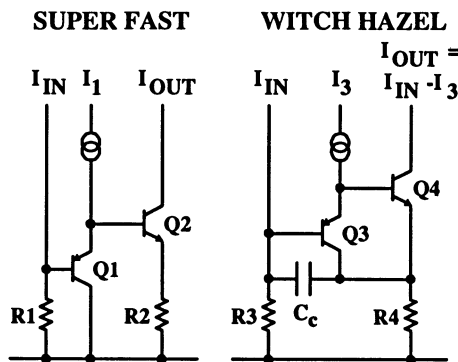 SUPER FAST
I_IN I_1 I_OUT
Q2
Q1
R1
R2
WITCH HAZEL
I_OUT =
I_IN I_3 I_IN -I_3
Q4
Q3
R3
C_c
R4